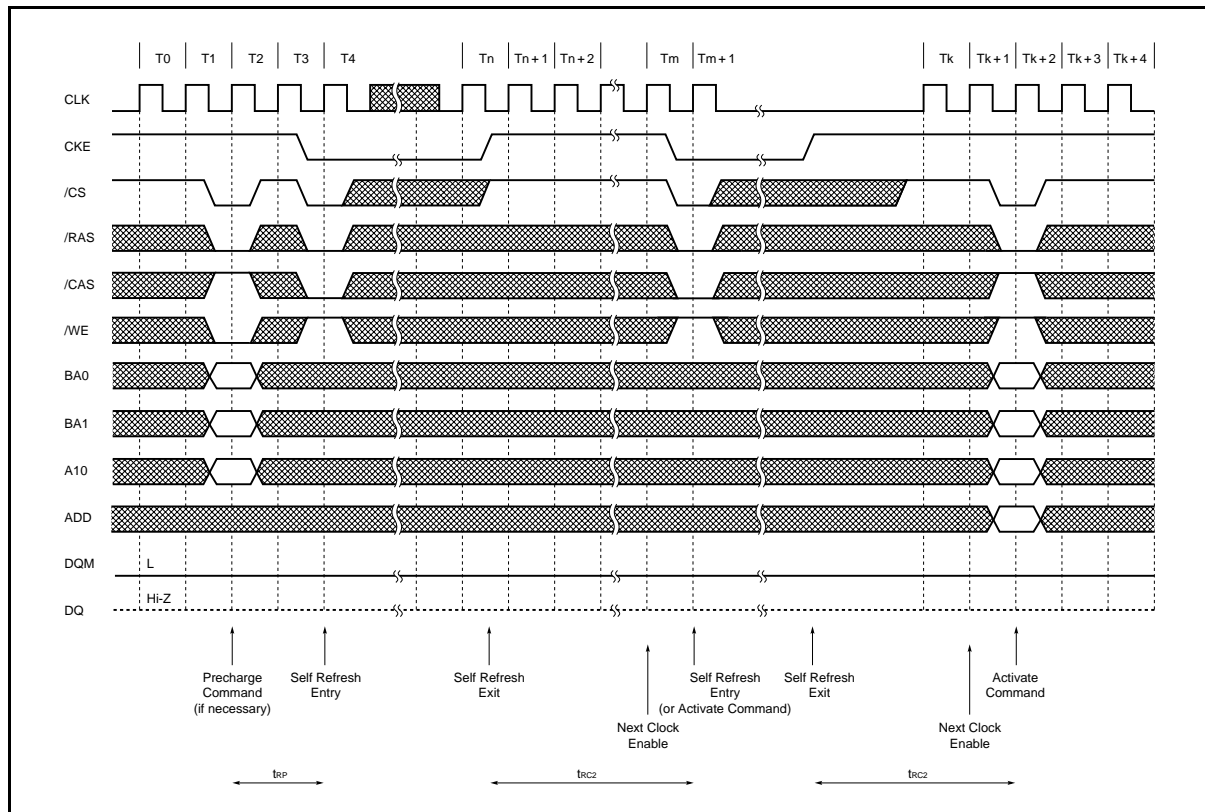 T0 T1 T2 T3 T4 Tn Tn + 1 Tn + 2 Tm Tm + 1 Tk Tk + 1 Tk + 2 Tk + 3 Tk + 4
CLK
CKE
/CS
/RAS
/CAS
/WE
BA0
BA1
A10
ADD
DQM L
Hi-Z
DQ
Precharge
Command
(if necessary)
Self Refresh
Entry
Self Refresh
Exit
Next Clock
Enable
Self Refresh
Entry
(or Activate Command)
Self Refresh
Exit
Next Clock
Enable
Activate
Command
tRP tRC2 tRC2